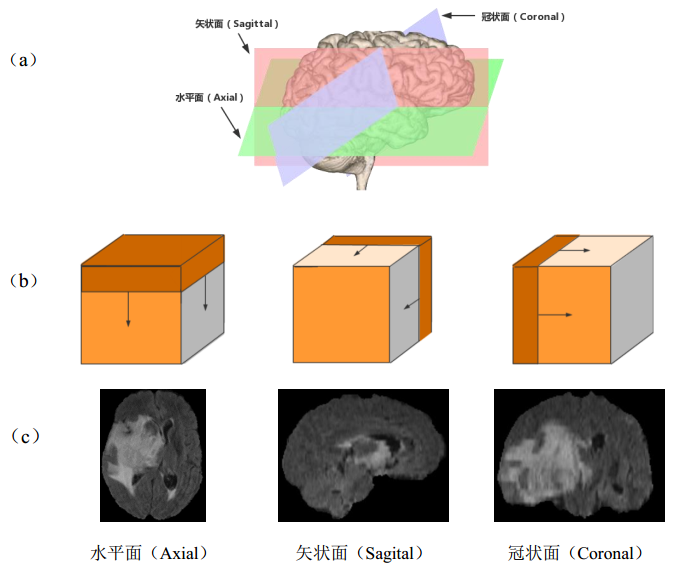 冠状面（Coronal）
矢状面（Sagittal）
（a）
水平面（Axial）
（b）
（c）
水平面（Axial）
矢状面（Sagital）
冠状面（Coronal）